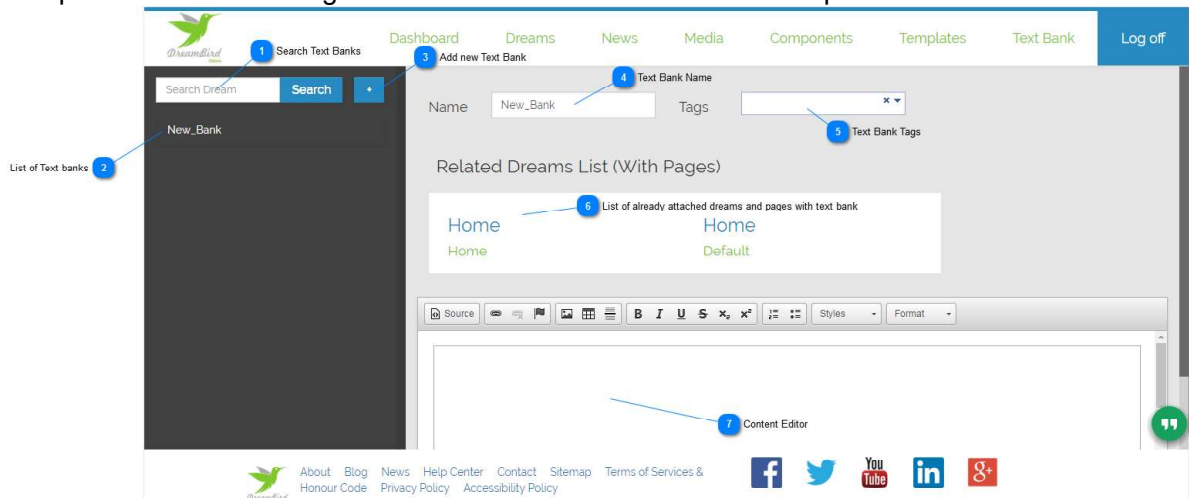 DreamBird
Dashboard Dreams News Media Components Templates Text Bank Log off
1 Search Text Banks
3 Add new Text Bank
Search Dream Search +
4 Text Bank Name
Name New_Bank Tags
5 Text Bank Tags
New_Bank
List of Text banks 2
Related Dreams List (With Pages)
6 List of already attached dreams and pages with text bank
Home Home
Home Default
Source B I U S x₂ x² Styles Format
7 Content Editor
About Blog News Help Center Contact Sitemap Terms of Services &
Honour Code Privacy Policy Accessibility Policy
DreamBird
f You Tube in g+